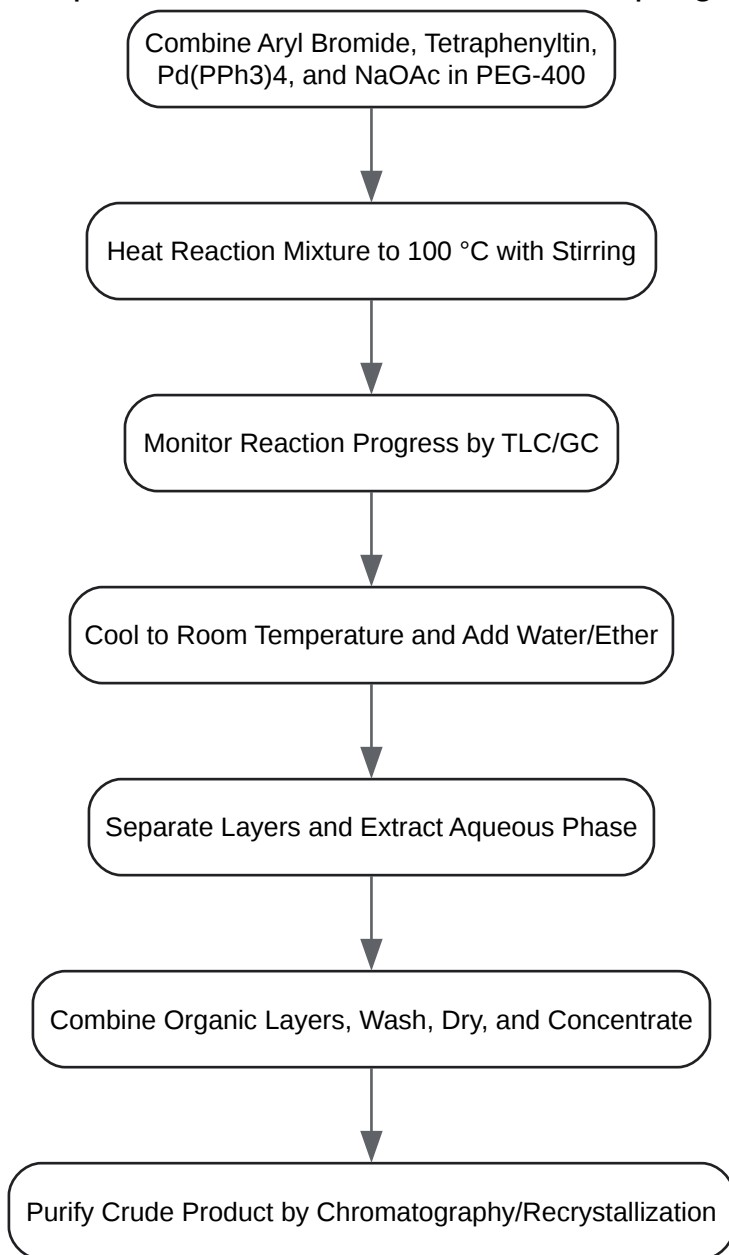 Combine Aryl Bromide, Tetraphenyltin,
Pd(PPh3)4, and NaOAc in PEG-400
Heat Reaction Mixture to 100 °C with Stirring
Monitor Reaction Progress by TLC/GC
Cool to Room Temperature and Add Water/Ether
Separate Layers and Extract Aqueous Phase
Combine Organic Layers, Wash, Dry, and Concentrate
Purify Crude Product by Chromatography/Recrystallization